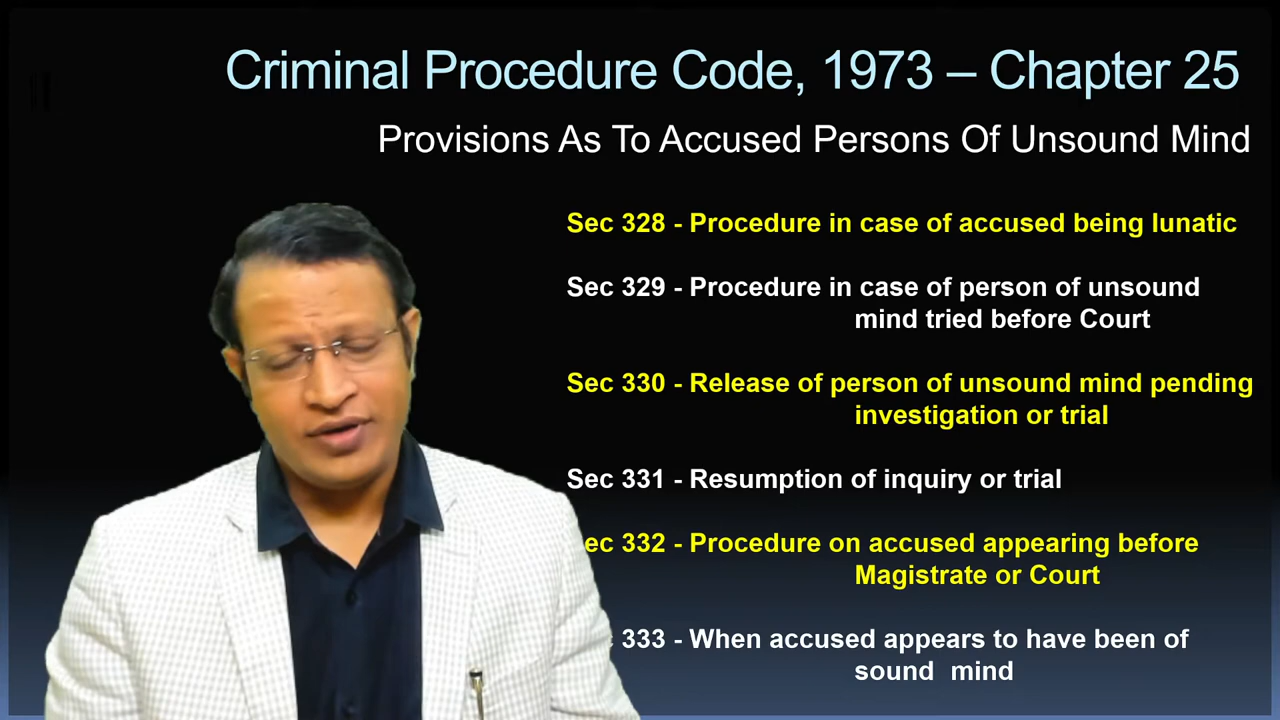 Criminal Procedure Code, 1973 – Chapter 25
Provisions As To Accused Persons Of Unsound Mind
Sec 328 - Procedure in case of accused being lunatic
Sec 329 - Procedure in case of person of unsound
mind tried before Court
Sec 330 - Release of person of unsound mind pending
investigation or trial
Sec 331 - Resumption of inquiry or trial
ec 332 - Procedure on accused appearing before
Magistrate or Court
333 - When accused appears to have been of
sound mind